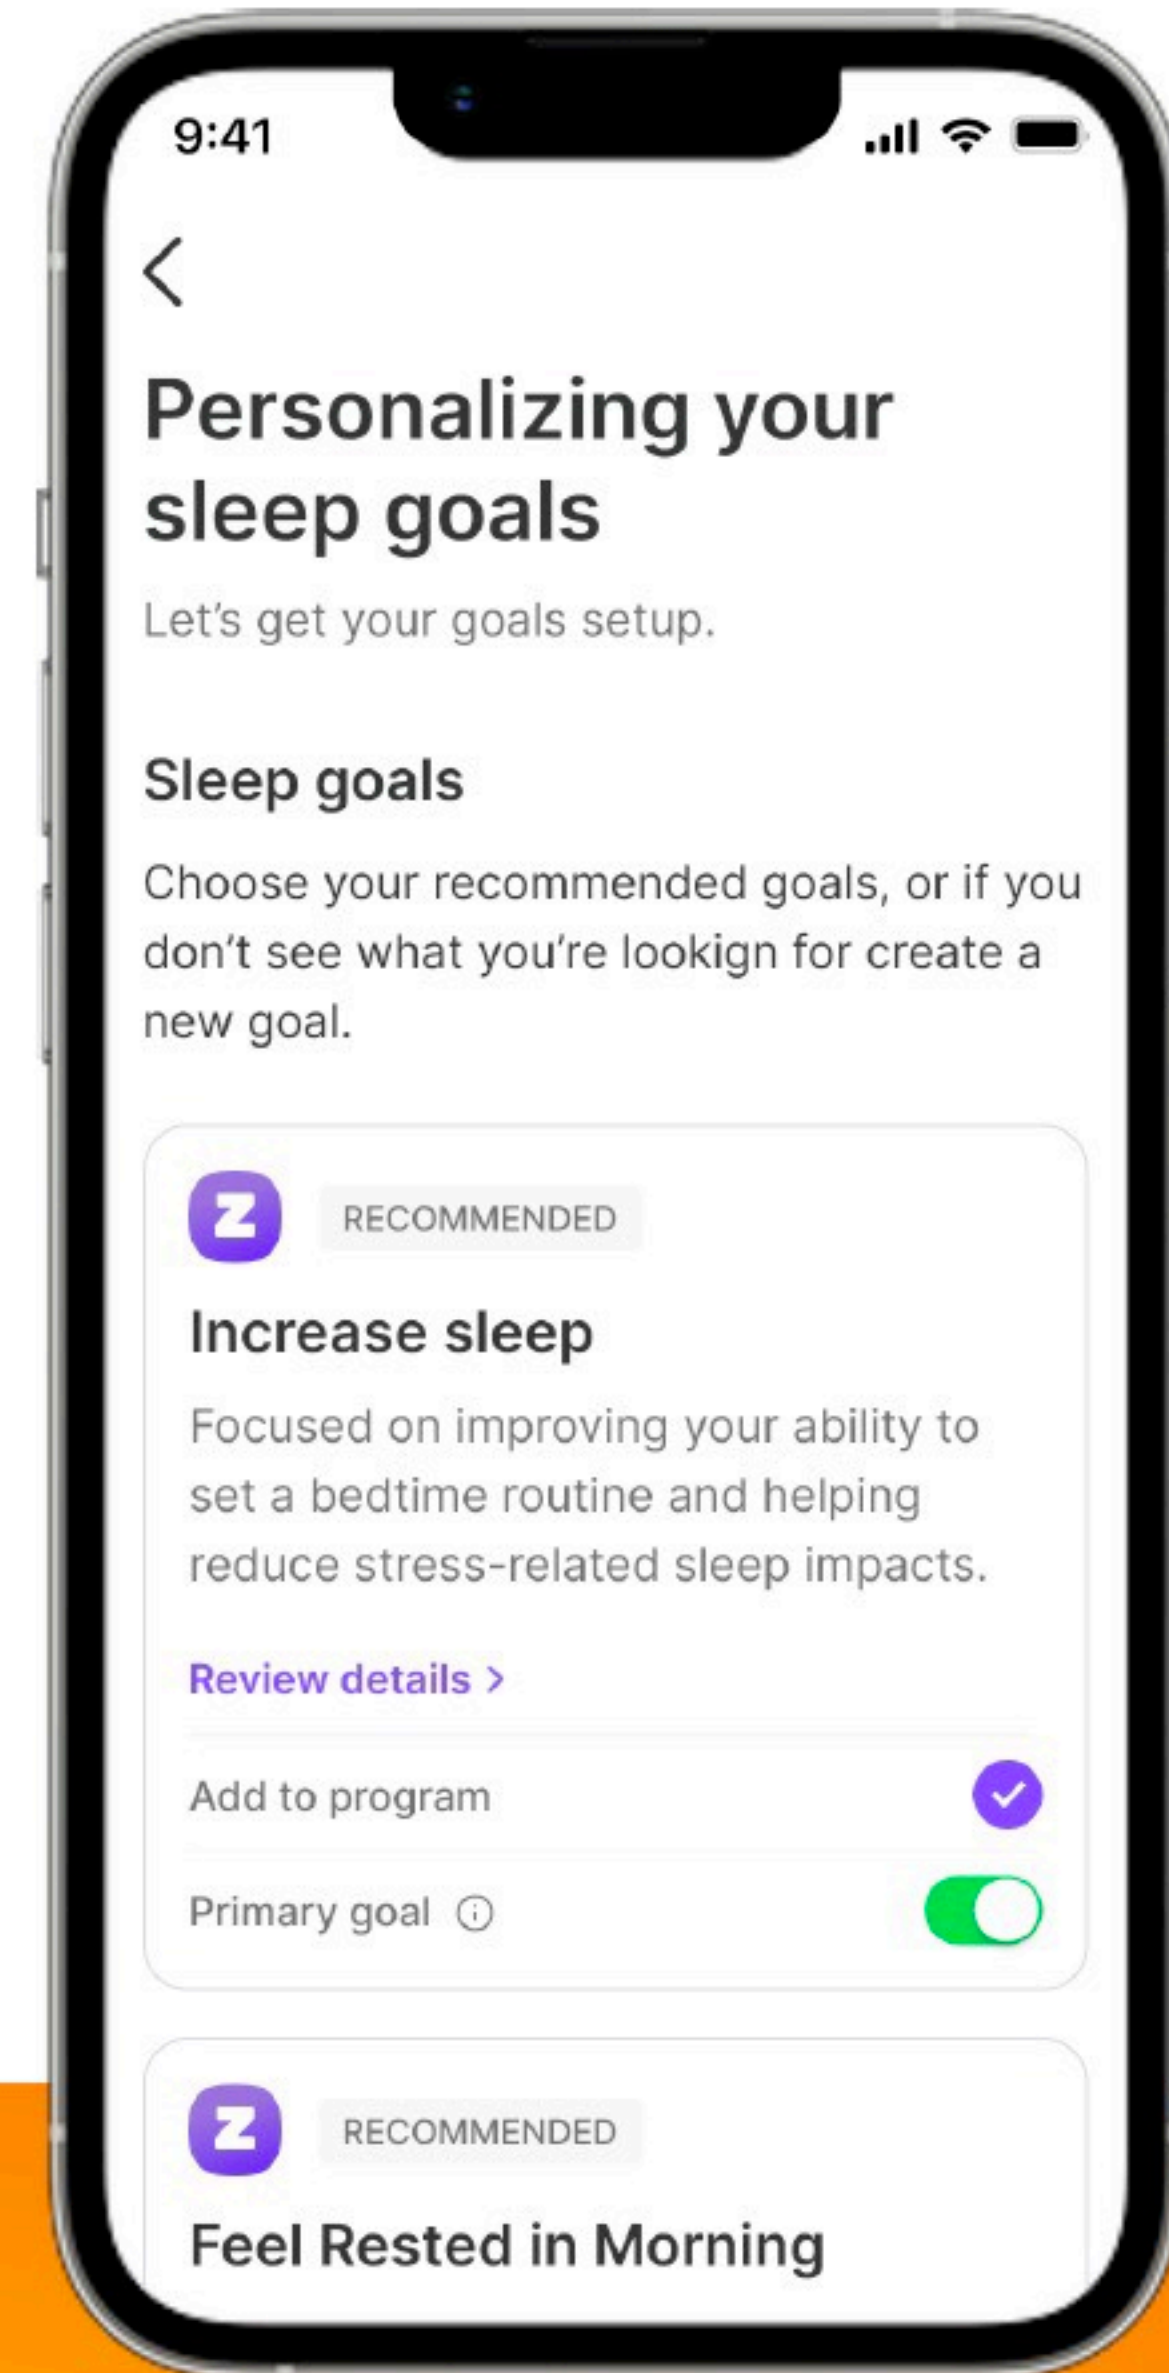 9:41
Personalizing your
sleep goals
Let's get your goals setup.
Sleep goals
Choose your recommended goals, or if you
don't see what you're lookign for create a
new goal.
Z RECOMMENDED
Increase sleep
Focused on improving your ability to
set a bedtime routine and helping
reduce stress-related sleep impacts.
Review details >
Add to program
Primary goal i
Z RECOMMENDED
Feel Rested in Morning